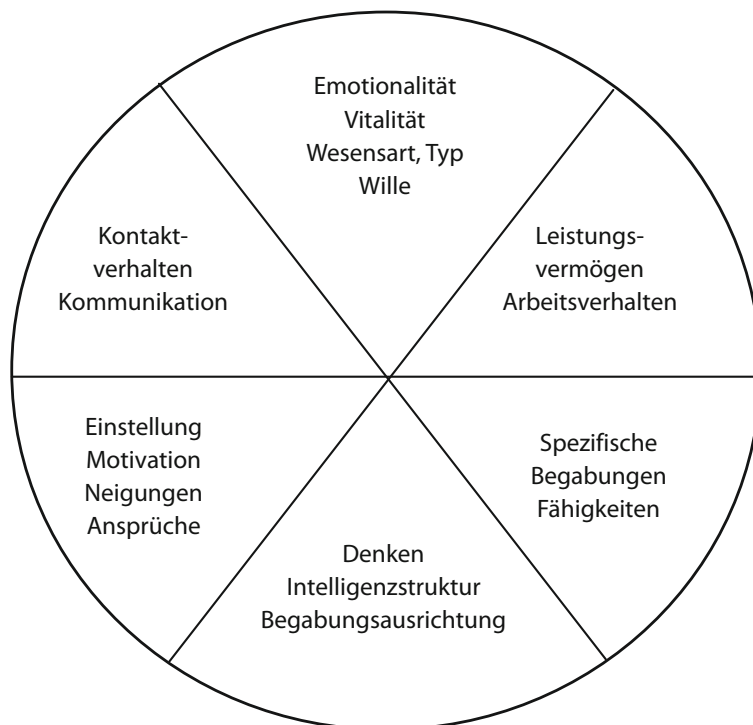 Emotionalität
Vitalität
Wesensart, Typ
Wille
Leistungs-
vermögen
Arbeitsverhalten
Spezifische
Begabungen
Fähigkeiten
Denken
Intelligenzstruktur
Begabungsausrichtung
Einstellung
Motivation
Neigungen
Ansprüche
Kontakt-
verhalten
Kommunikation